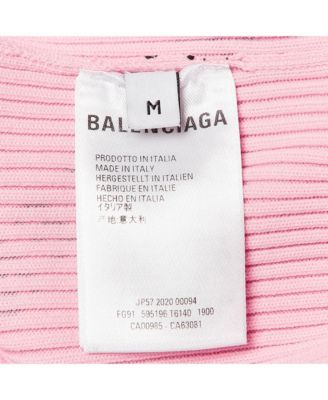 M
BALENCIAGA
PRODOTTO IN ITALIA
MADE IN ITALY
HERGESTELLT IN ITALIEN
FABRIQUE EN ITALIE
HECHO EN ITALIA
イタリア製
产地 意大利
JP57 2020 00094
FG91 595196 T6140 1900
CA00985 - CA63081